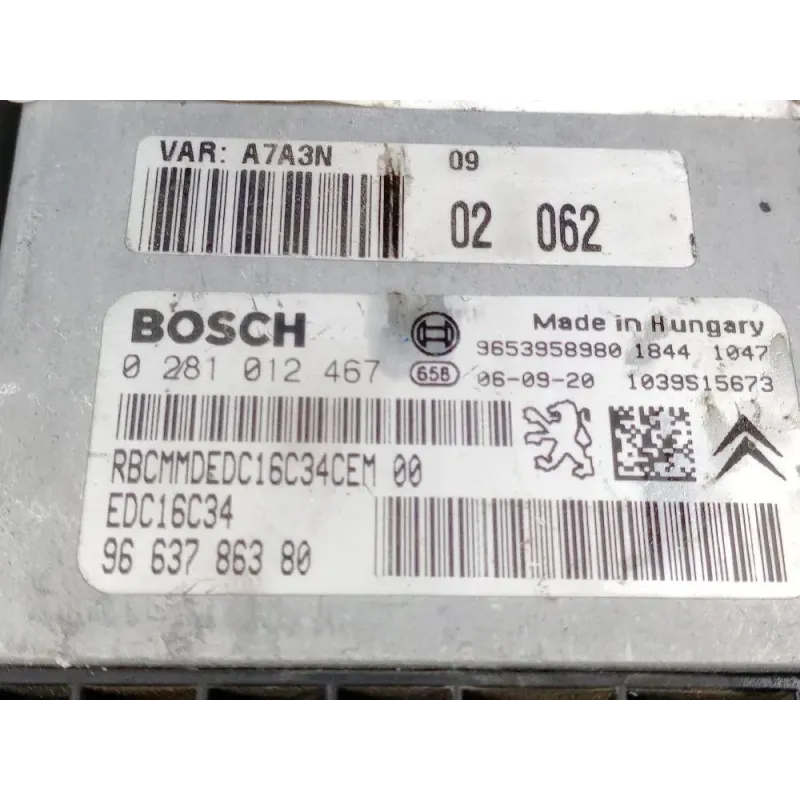 VAR: A7A3N 09
02 062
BOSCH Made in Hungary
9653958980 1844 1047
0 281 012 467 658 06-09-20 1039S15673
RBCMMDEDC16C34CEM 00
EDC16C34
96 637 863 80